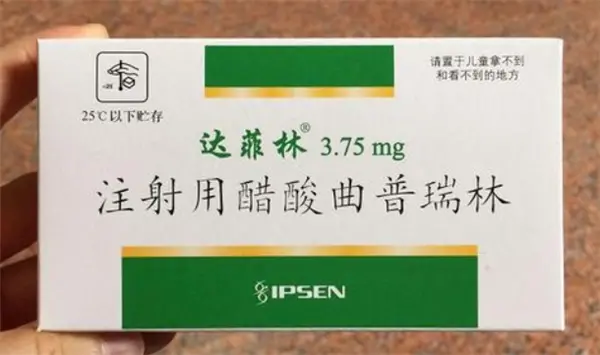 25℃以下贮存
请置于儿童拿不到
和看不到的地方
达菲林® 3.75 mg
注射用醋酸曲普瑞林
IPSEN